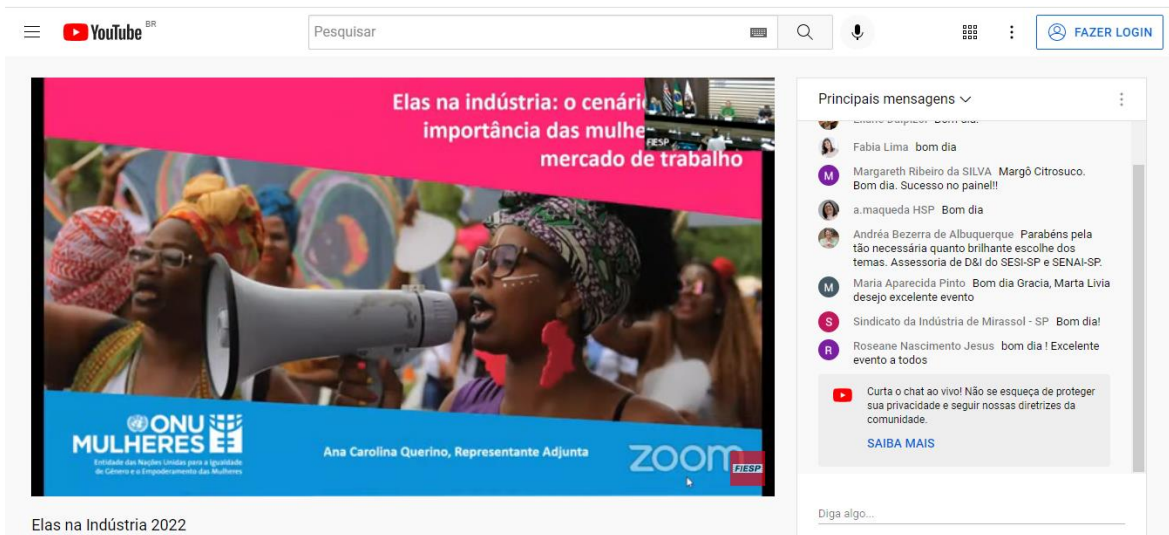 YouTube BR
Pesquisar
FAZER LOGIN
Elas na indústria: o cenári
importância das mulhe
mercado de trabalho
FIESP
ONU
MULHERES
Entidade das Nações Unidas para a Igualdade
de Gênero e o Empoderamento das Mulheres
Ana Carolina Querino, Representante Adjunta
zoom
FIESP
Elas na Indústria 2022
Principais mensagens
Bom dia!
Fabia Lima bom dia
M
Margareth Ribeiro da SILVA Margô Citrosuco.
Bom dia. Sucesso no painel!!
a.maqueda HSP Bom dia
Andréa Bezerra de Albuquerque Parabéns pela
tão necessária quanto brilhante escolhe dos
temas. Assessoria de D&I do SESI-SP e SENAI-SP.
M
Maria Aparecida Pinto Bom dia Gracia, Marta Livia
desejo excelente evento
S
Sindicato da Indústria de Mirassol - SP Bom dia!
R
Roseane Nascimento Jesus bom dia ! Excelente
evento a todos
Curta o chat ao vivo! Não se esqueça de proteger
sua privacidade e seguir nossas diretrizes da
comunidade.
SAIBA MAIS
Diga algo...